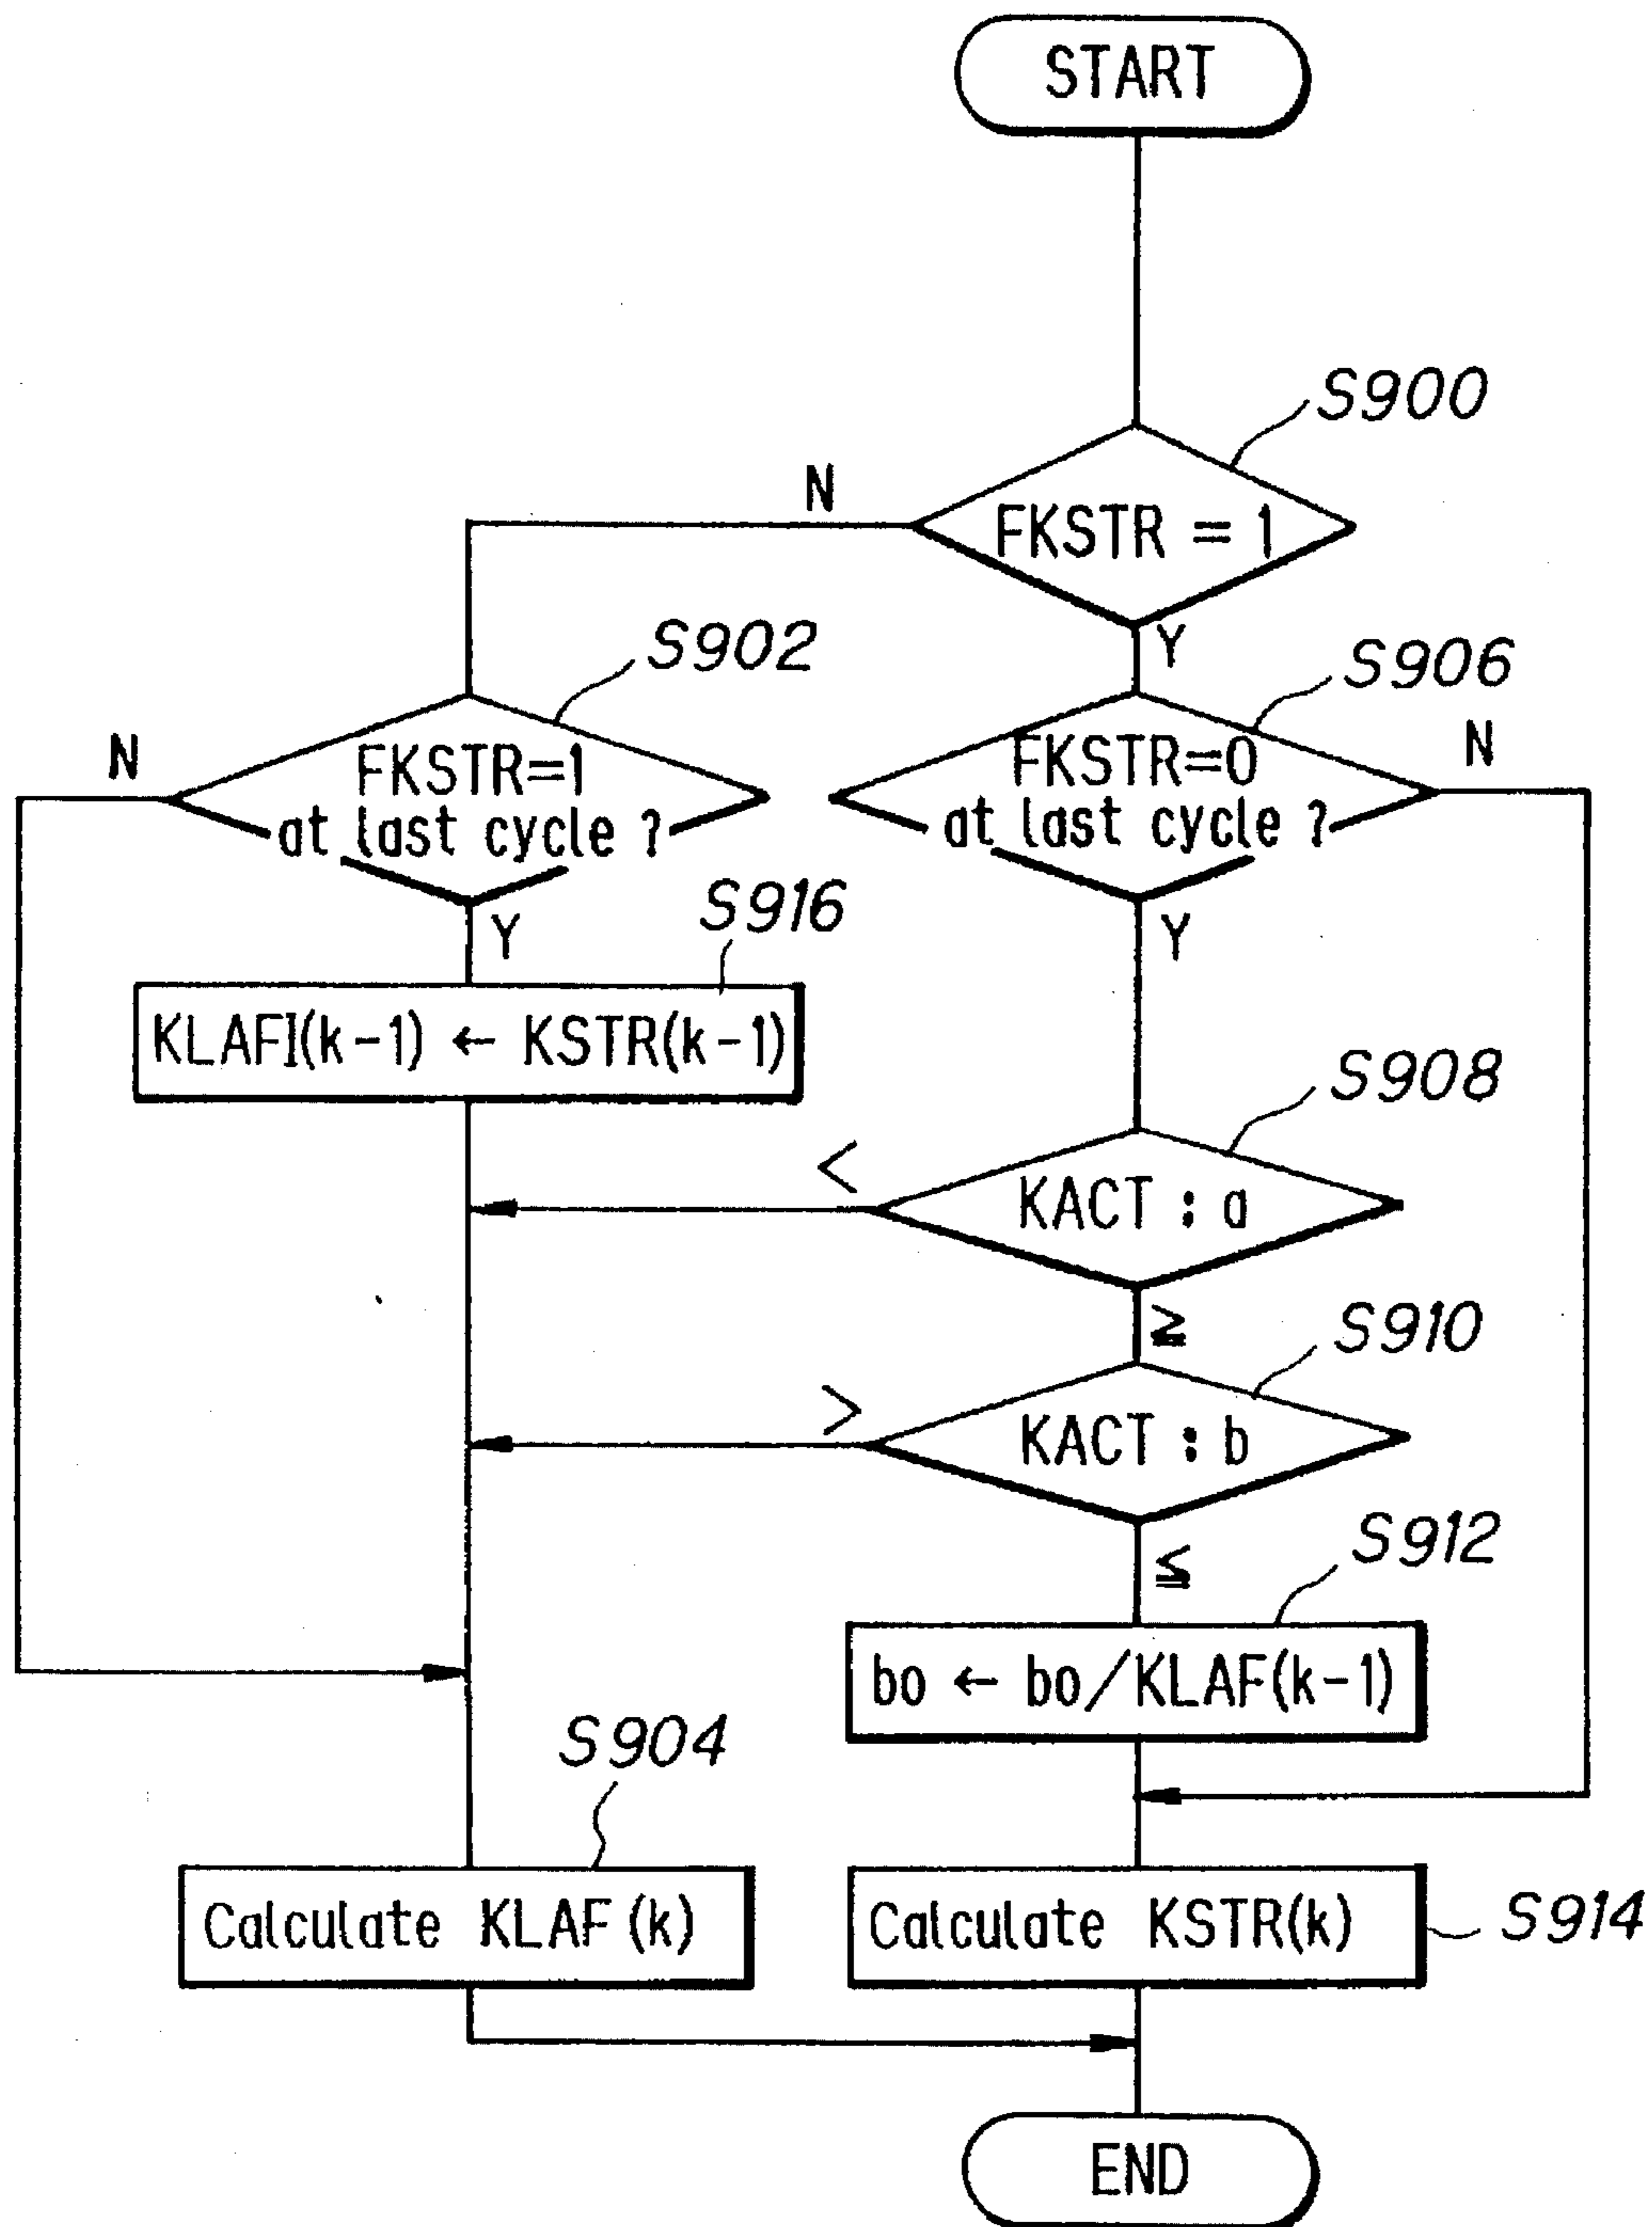 START
S900
N
FKSTR = 1
Y
S902
S906
N
FKSTR=1
at last cycle ?
FKSTR=0
at last cycle ?
N
Y
S916
Y
KLAFI(k-1) ← KSTR(k-1)
S908
<
KACT : a
≧
S910
>
KACT : b
≦
S912
bo ← bo/KLAF(k-1)
S904
Calculate KLAF (k)
Calculate KSTR(k)
S914
END